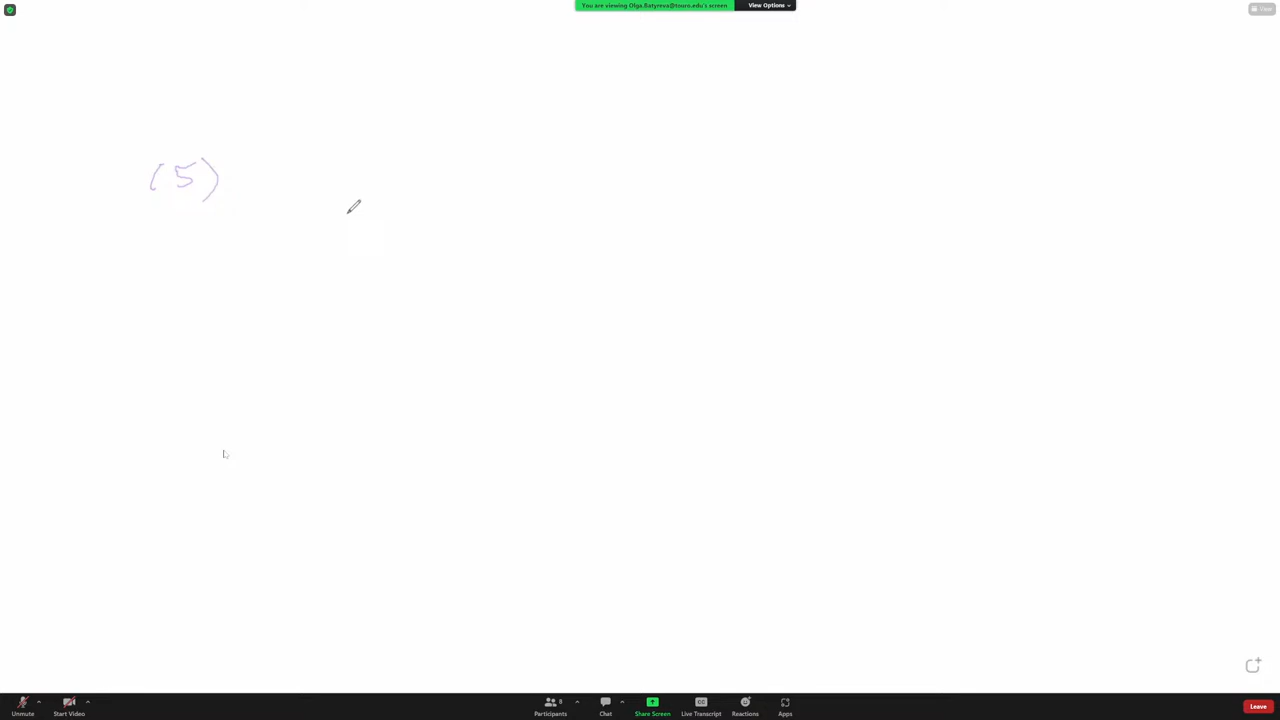 You are viewing Olga.Batyreva@touro.edu's screen View Options
View
(5)
Unmute Start Video Participants Chat Share Screen Live Transcript Reactions Apps Leave